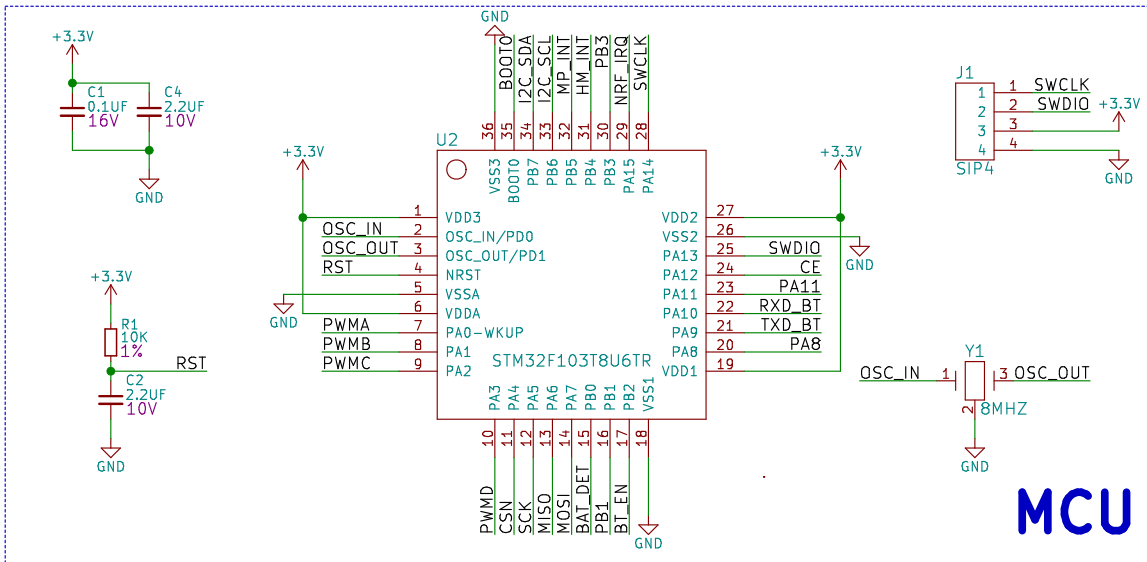 +3.3V
C1
0.1UF
16V
C4
2.2UF
10V
GND
+3.3V
R1
10K
1%
RST
C2
2.2UF
10V
GND
GND
BOOT0
I2C_SDA
I2C_SCL
MP_INT
HM_INT
PB3
NRF_IRQ
SWCLK
36
35
34
33
32
31
30
29
28
U2
VSS3
BOOT0
PB7
PB6
PB5
PB4
PB3
PA15
PA14
+3.3V
1 VDD3
OSC_IN 2 OSC_IN/PD0
OSC_OUT 3 OSC_OUT/PD1
RST 4 NRST
5 VSSA
GND
6 VDDA
PWMA 7 PA0-WKUP
PWMB 8 PA1
PWMC 9 PA2
STM32F103T8U6TR
+3.3V
VDD2 27
VSS2 26
GND
PA13 25 SWDIO
PA12 24 CE
PA11 23 PA11
PA10 22 RXD_BT
PA9 21 TXD_BT
PA8 20 PA8
VDD1 19
PA3
PA4
PA5
PA6
PA7
PB0
PB1
PB2
VSS1
10
11
12
13
14
15
16
17
18
PWMD
CSN
SCK
MISO
MOSI
BAT_DET
PB1
BT_EN
GND
J1
1 1 SWCLK
2 2 SWDIO
3 3 +3.3V
4 4
SIP4
GND
Y1
OSC_IN 1 3 OSC_OUT
2 8MHZ
GND
MCU